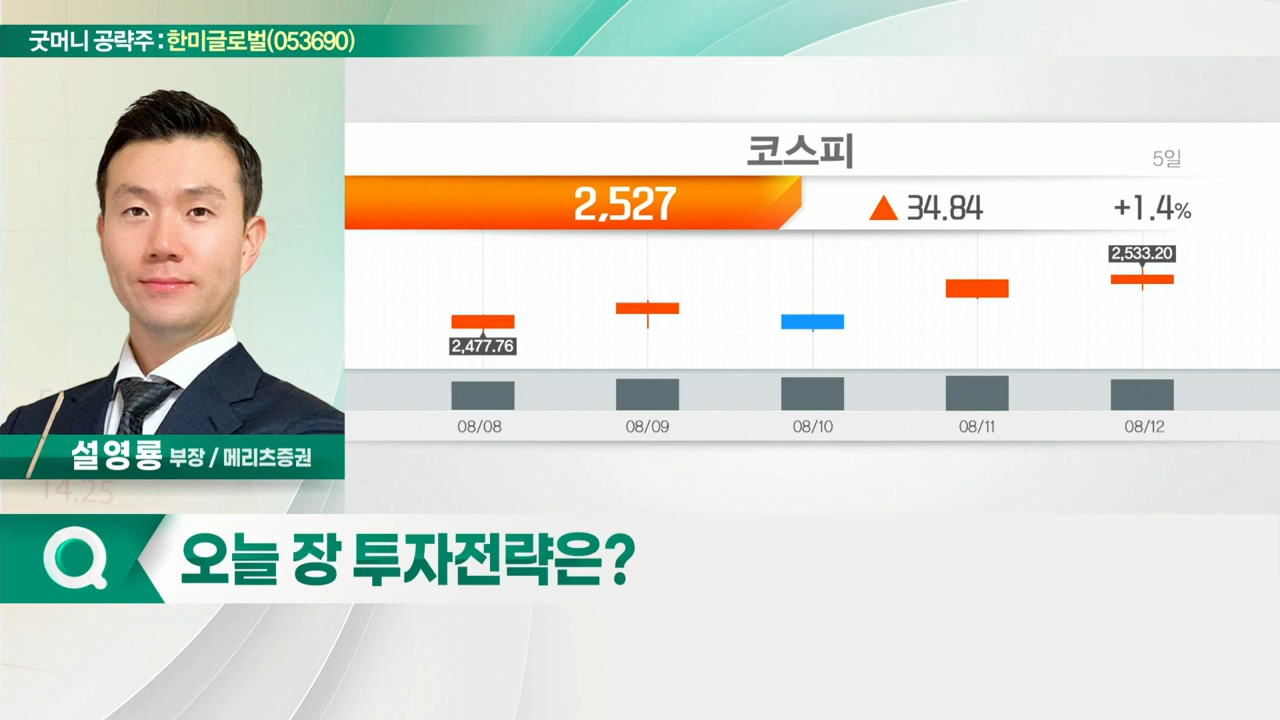 굿머니 공략주 : 한미글로벌(053690)
코스피
5일
2,527 ▲ 34.84 +1.4%
2,533.20
2,477.76
08/08 08/09 08/10 08/11 08/12
설영룡 부장 / 메리츠증권
14.25
오늘 장 투자전략은?